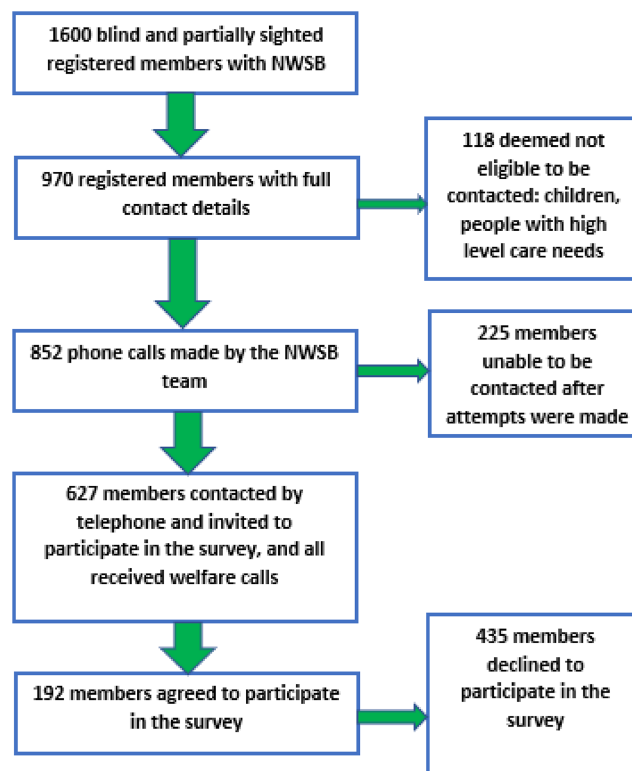 1600 blind and partially sighted
registered members with NWSB
970 registered members with full
contact details
118 deemed not
eligible to be
contacted: children,
people with high
level care needs
852 phone calls made by the NWSB
team
225 members
unable to be
contacted after
attempts were made
627 members contacted by
telephone and invited to
participate in the survey, and all
received welfare calls
192 members agreed to participate
in the survey
435 members
declined to
participate in the
survey